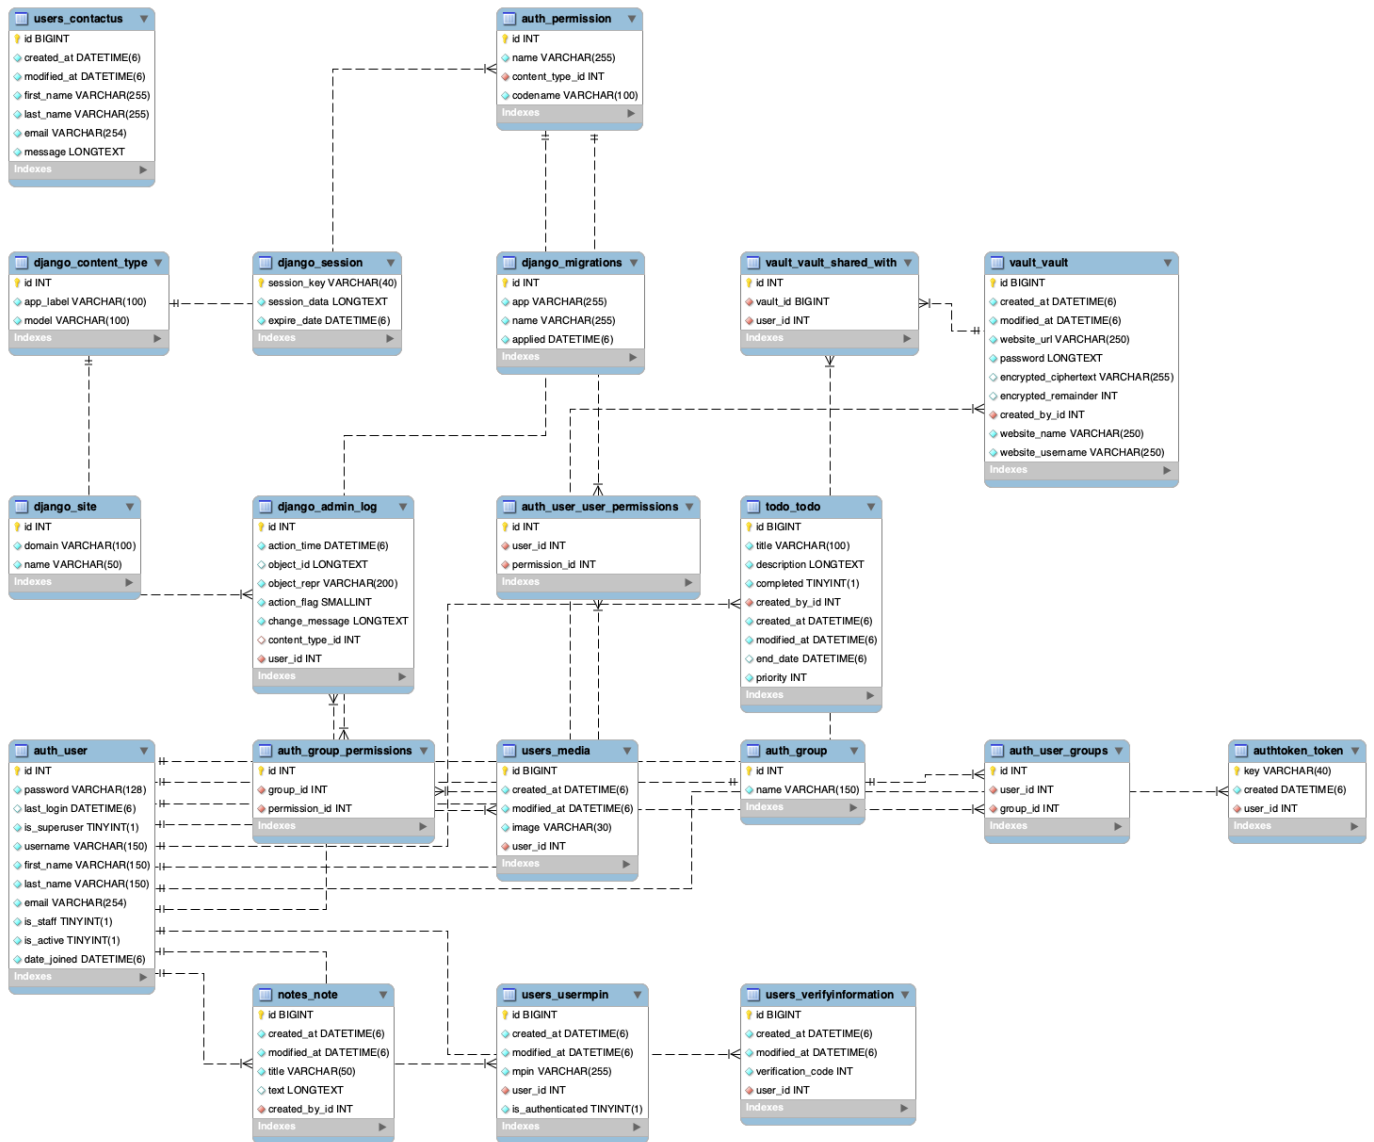 users_contactus
id BIGINT
created_at DATETIME(6)
modified_at DATETIME(6)
first_name VARCHAR(255)
last_name VARCHAR(255)
email VARCHAR(254)
message LONGTEXT
Indexes
auth_permission
id INT
name VARCHAR(255)
content_type_id INT
codename VARCHAR(100)
Indexes
django_content_type
id INT
app_label VARCHAR(100)
model VARCHAR(100)
Indexes
django_session
session_key VARCHAR(40)
session_data LONGTEXT
expire_date DATETIME(6)
Indexes
django_migrations
id INT
app VARCHAR(255)
name VARCHAR(255)
applied DATETIME(6)
Indexes
vault_vault_shared_with
id INT
vault_id BIGINT
user_id INT
Indexes
vault_vault
id BIGINT
created_at DATETIME(6)
modified_at DATETIME(6)
website_url VARCHAR(250)
password LONGTEXT
encrypted_ciphertext VARCHAR(255)
encrypted_remainder INT
created_by_id INT
website_name VARCHAR(250)
website_username VARCHAR(250)
Indexes
django_site
id INT
domain VARCHAR(100)
name VARCHAR(50)
Indexes
django_admin_log
id INT
action_time DATETIME(6)
object_id LONGTEXT
object_repr VARCHAR(200)
action_flag SMALLINT
change_message LONGTEXT
content_type_id INT
user_id INT
Indexes
auth_user_user_permissions
id INT
user_id INT
permission_id INT
Indexes
todo_todo
id BIGINT
title VARCHAR(100)
description LONGTEXT
completed TINYINT(1)
created_by_id INT
created_at DATETIME(6)
modified_at DATETIME(6)
end_date DATETIME(6)
priority INT
Indexes
auth_user
id INT
password VARCHAR(128)
last_login DATETIME(6)
is_superuser TINYINT(1)
username VARCHAR(150)
first_name VARCHAR(150)
last_name VARCHAR(150)
email VARCHAR(254)
is_staff TINYINT(1)
is_active TINYINT(1)
date_joined DATETIME(6)
Indexes
auth_group_permissions
id INT
group_id INT
permission_id INT
Indexes
users_media
id BIGINT
created_at DATETIME(6)
modified_at DATETIME(6)
image VARCHAR(30)
user_id INT
Indexes
auth_group
id INT
name VARCHAR(150)
Indexes
auth_user_groups
id INT
user_id INT
group_id INT
Indexes
authtoken_token
key VARCHAR(40)
created DATETIME(6)
user_id INT
Indexes
notes_note
id BIGINT
created_at DATETIME(6)
modified_at DATETIME(6)
title VARCHAR(50)
text LONGTEXT
created_by_id INT
Indexes
users_usermpin
id BIGINT
created_at DATETIME(6)
modified_at DATETIME(6)
mpin VARCHAR(255)
user_id INT
is_authenticated TINYINT(1)
Indexes
users_verifyinformation
id BIGINT
created_at DATETIME(6)
modified_at DATETIME(6)
verification_code INT
user_id INT
Indexes